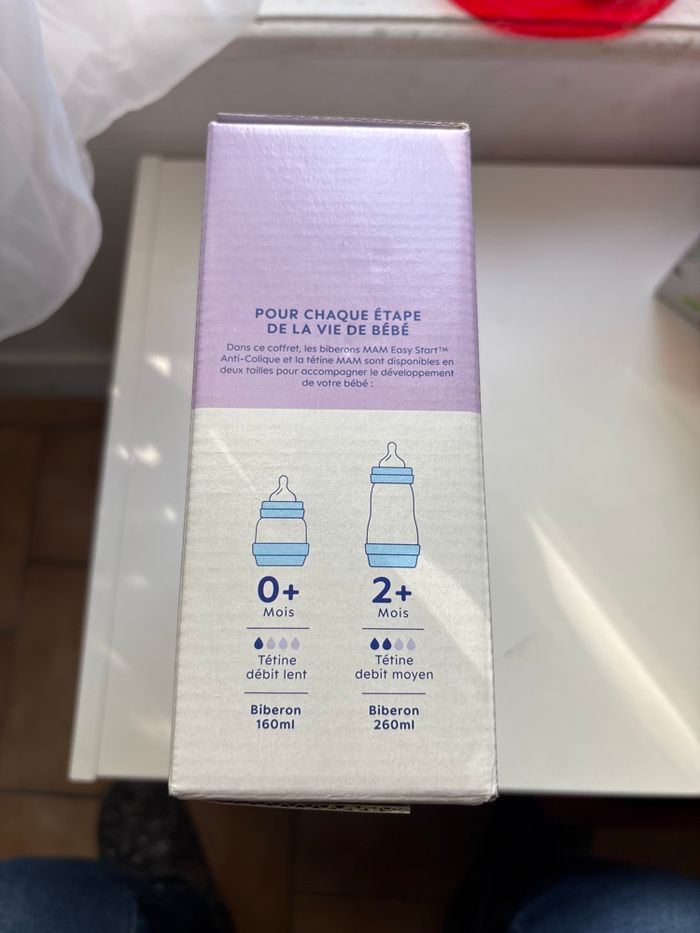 POUR CHAQUE ÉTAPE
DE LA VIE DE BÉBÉ
Dans ce coffret, les biberons MAM Easy Start™
Anti-Colique et la tétine MAM sont disponibles en
deux tailles pour accompagner le développement
de votre bébé :
0+
Mois
Tétine
débit lent
Biberon
160ml
2+
Mois
Tétine
debit moyen
Biberon
260ml